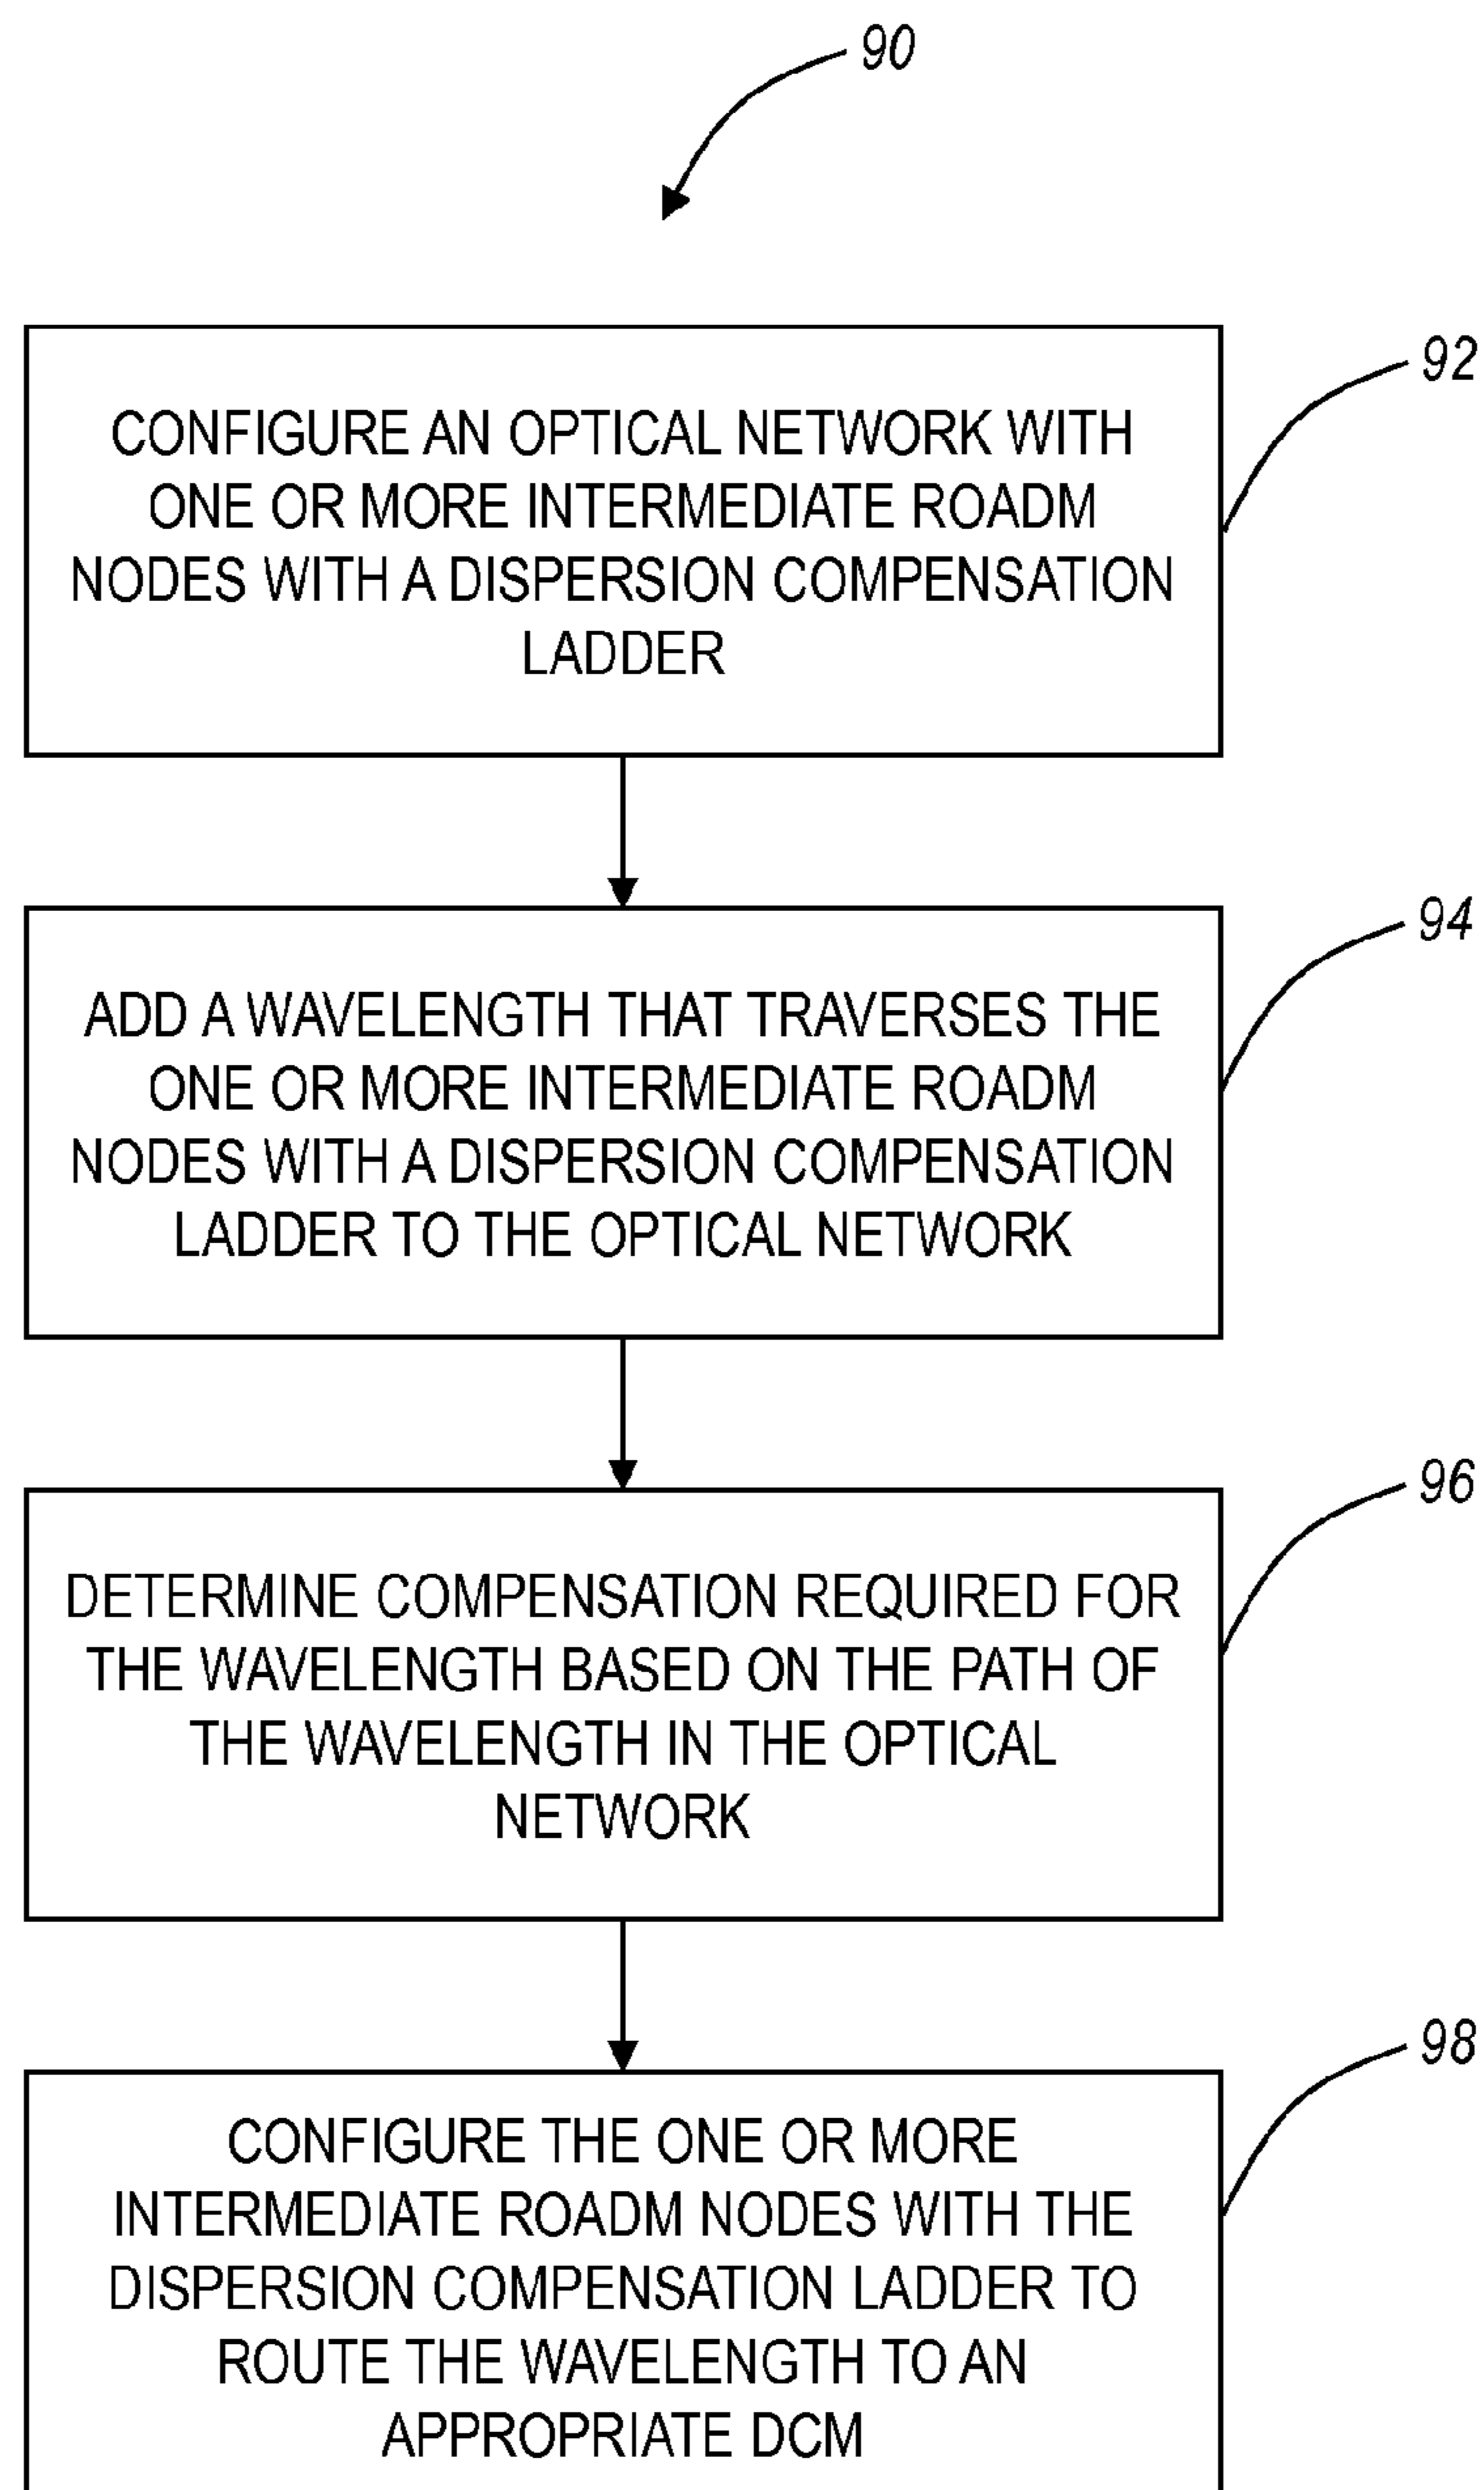 90
92
CONFIGURE AN OPTICAL NETWORK WITH
ONE OR MORE INTERMEDIATE ROADM
NODES WITH A DISPERSION COMPENSATION
LADDER
94
ADD A WAVELENGTH THAT TRAVERSES THE
ONE OR MORE INTERMEDIATE ROADM
NODES WITH A DISPERSION COMPENSATION
LADDER TO THE OPTICAL NETWORK
96
DETERMINE COMPENSATION REQUIRED FOR
THE WAVELENGTH BASED ON THE PATH OF
THE WAVELENGTH IN THE OPTICAL
NETWORK
98
CONFIGURE THE ONE OR MORE
INTERMEDIATE ROADM NODES WITH THE
DISPERSION COMPENSATION LADDER TO
ROUTE THE WAVELENGTH TO AN
APPROPRIATE DCM